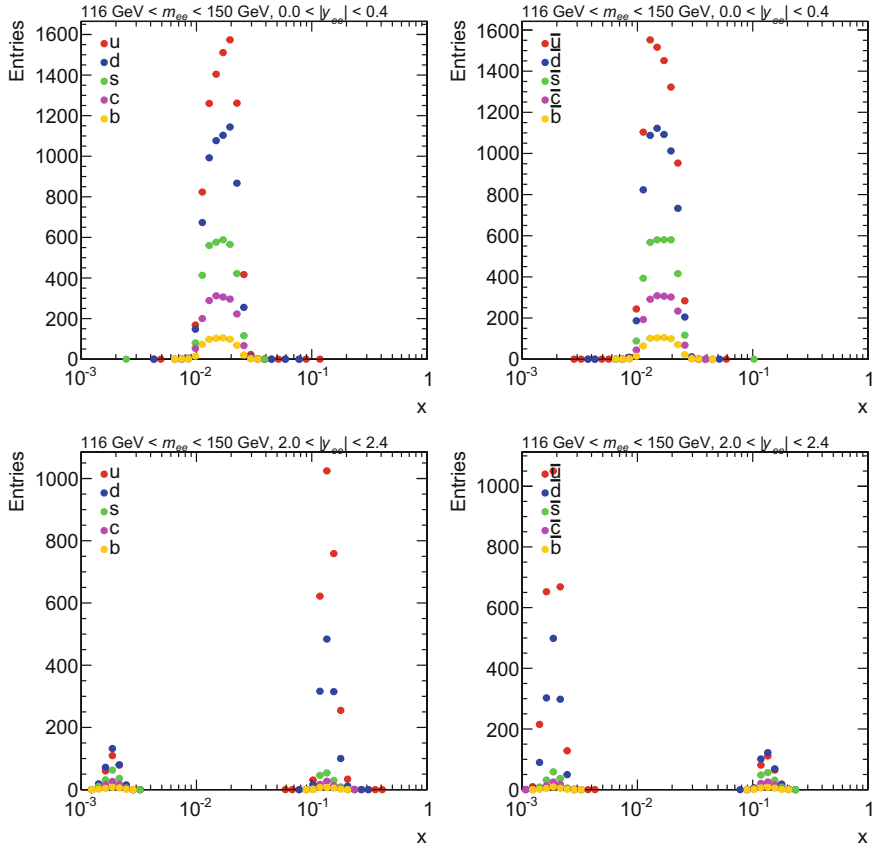 116 GeV < m_ee < 150 GeV, 0.0 < |y_ee| < 0.4
Entries
1600
1400
1200
1000
800
600
400
200
0
u
d
s
c
b
10⁻³
10⁻²
10⁻¹
1
x
116 GeV < m_ee < 150 GeV, 0.0 < |y_ee| < 0.4
Entries
1600
1400
1200
1000
800
600
400
200
0
u̅
d̅
s̅
c̅
b̅
10⁻³
10⁻²
10⁻¹
1
x
116 GeV < m_ee < 150 GeV, 2.0 < |y_ee| < 2.4
Entries
1000
800
600
400
200
0
u
d
s
c
b
10⁻³
10⁻²
10⁻¹
1
x
116 GeV < m_ee < 150 GeV, 2.0 < |y_ee| < 2.4
Entries
1000
800
600
400
200
0
u̅
d̅
s̅
c̅
b̅
10⁻³
10⁻²
10⁻¹
1
x